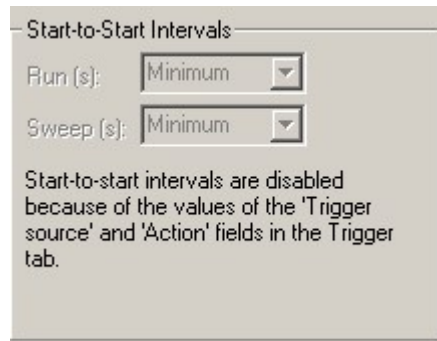 Start-to-Start Intervals
Run (s): Minimum
Sweep (s): Minimum
Start-to-start intervals are disabled
because of the values of the 'Trigger
source' and 'Action' fields in the Trigger
tab.